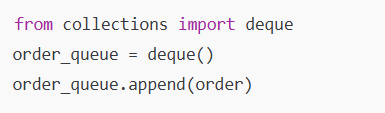 from collections import deque
order_queue = deque()
order_queue.append(order)